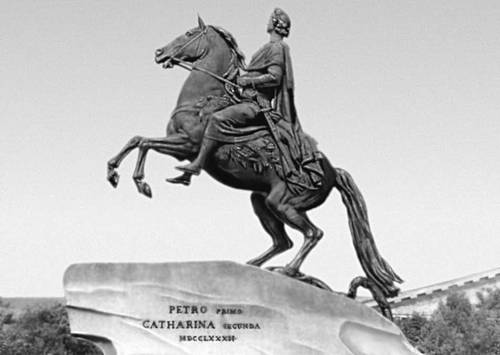 PETRO PRIMO
CATHARINA SECUNDA
MDCCLXXXII